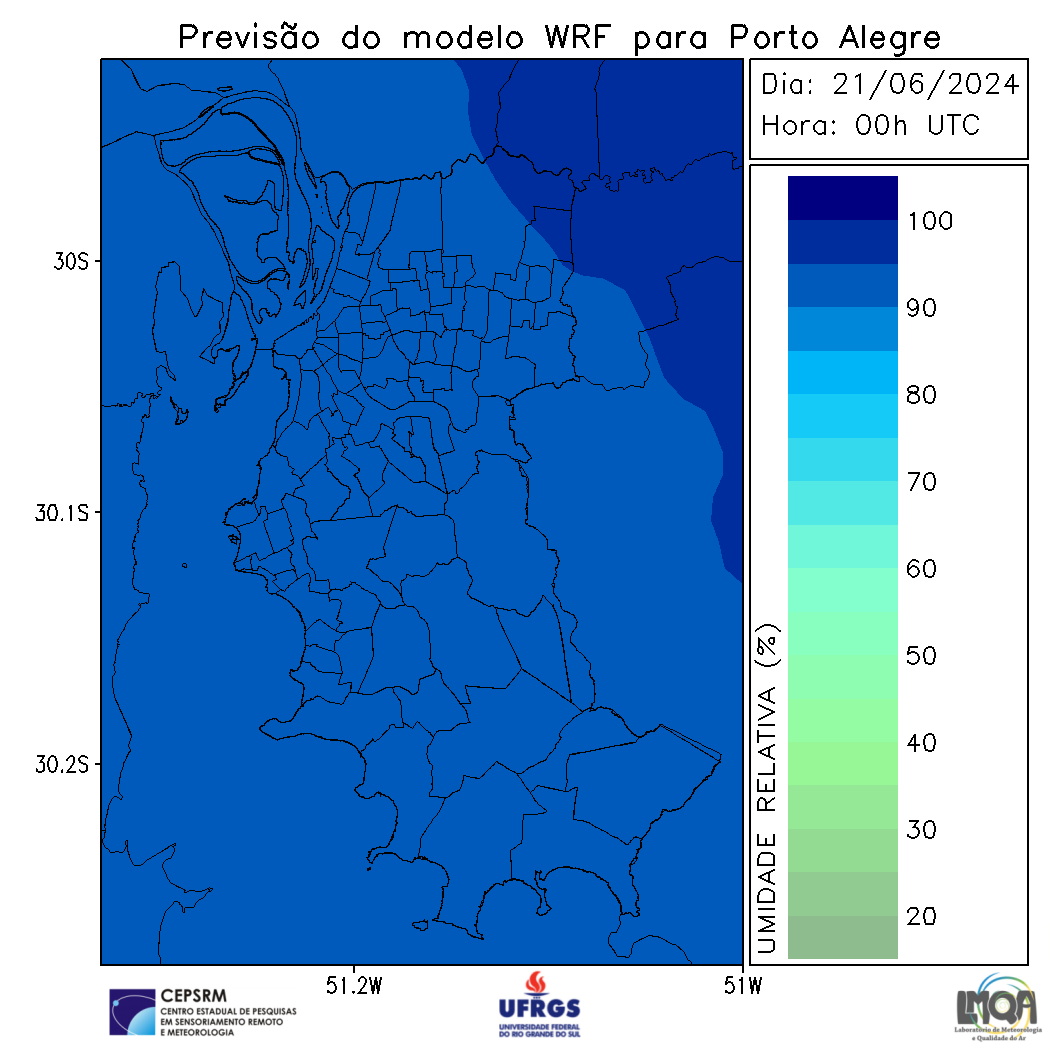 Previsão do modelo WRF para Porto Alegre
Dia: 21/06/2024
Hora: 00h UTC
30S
30.1S
30.2S
51.2W
51W
UMIDADE RELATIVA (%)
100
90
80
70
60
50
40
30
20
CEPSRM
CENTRO ESTADUAL DE PESQUISAS
EM SENSORIAMENTO REMOTO
E METEOROLOGIA
UFRGS
UNIVERSIDADE FEDERAL
DO RIO GRANDE DO SUL
LMQA
Laboratório de Meteorologia
e Qualidade do Ar